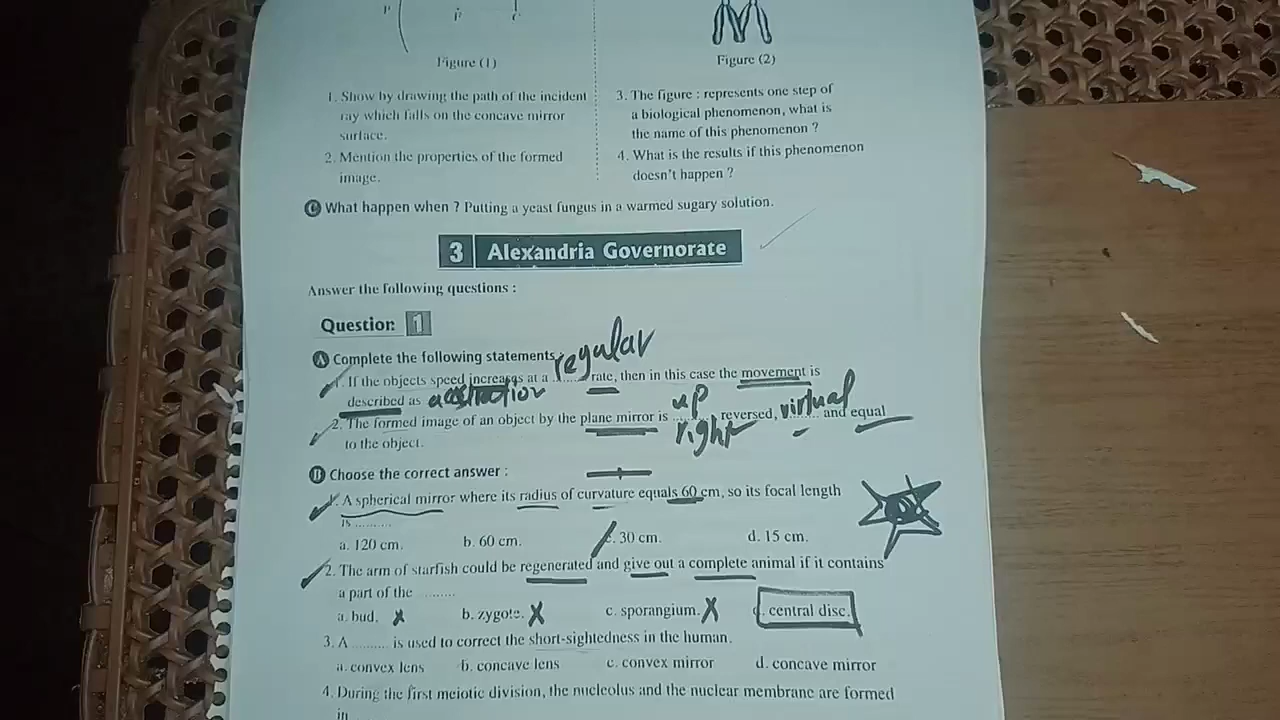 P
F
C
Figure (1)
1. Show by drawing the path of the incident
ray which falls on the concave mirror
surface.
2. Mention the properties of the formed
image.
Figure (2)
3. The figure : represents one step of
a biological phenomenon, what is
the name of this phenomenon ?
4. What is the results if this phenomenon
doesn't happen ?
C What happen when ? Putting a yeast fungus in a warmed sugary solution.
3 Alexandria Governorate
Answer the following questions :
Question 1
A Complete the following statements
regular
1. If the objects speed increases at a ........ rate, then in this case the movement is
described as
up
2. The formed image of an object by the plane mirror is ........ reversed, virtual and equal
right
to the object.
B Choose the correct answer :
1. A spherical mirror where its radius of curvature equals 60 cm, so its focal length
is ..........
a. 120 cm. b. 60 cm. c. 30 cm. d. 15 cm.
2. The arm of starfish could be regenerated and give out a complete animal if it contains
a part of the ..........
a. bud. x b. zygote. x c. sporangium. x d. central disc.
3. A .......... is used to correct the short-sightedness in the human.
a. convex lens b. concave lens c. convex mirror d. concave mirror
4. During the first meiotic division, the nucleolus and the nuclear membrane are formed
in